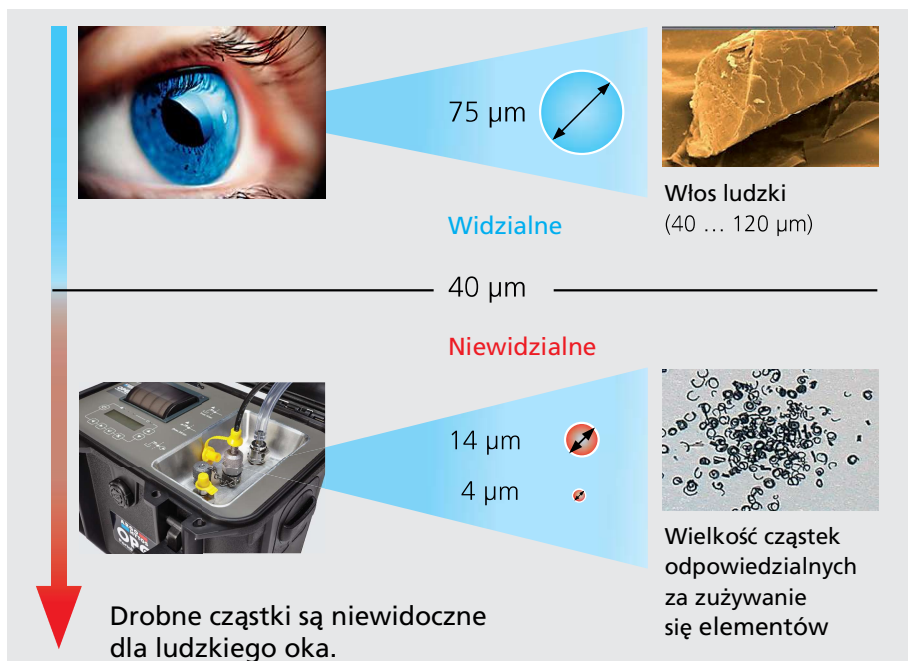 75 µm
Włos ludzki
(40 … 120 µm)
Widzialne
40 µm
Niewidzialne
14 µm
4 µm
OPC
Wielkość cząstek
odpowiedzialnych
za zużywanie
się elementów
Drobne cząstki są niewidoczne
dla ludzkiego oka.